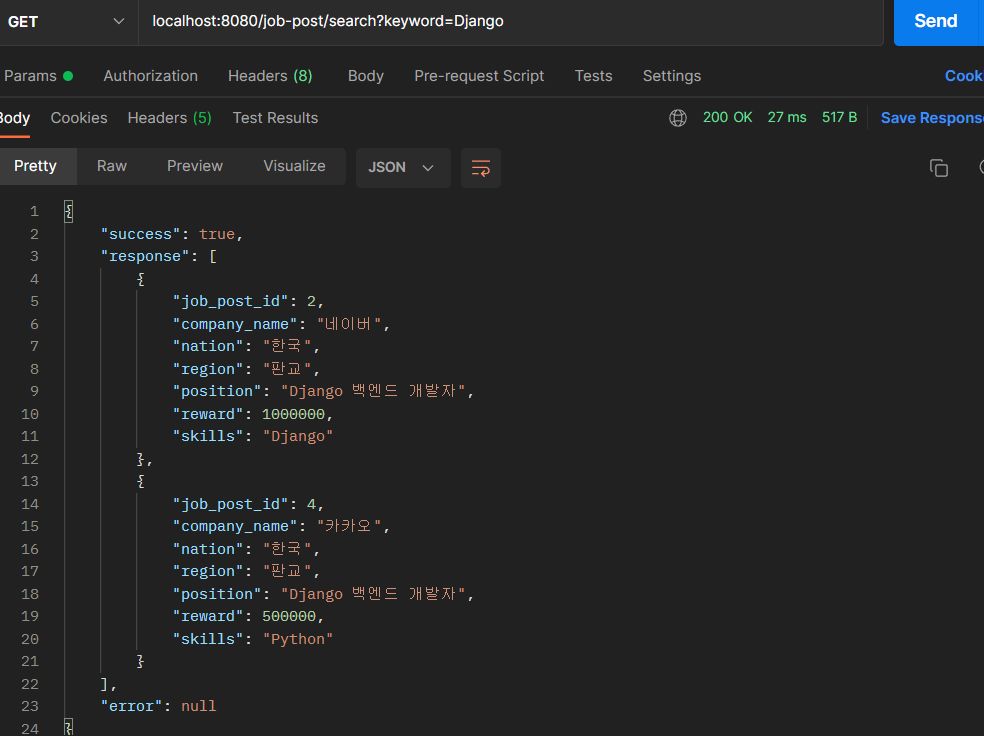 GET localhost:8080/job-post/search?keyword=Django Send
Params Authorization Headers (8) Body Pre-request Script Tests Settings Cook
Body Cookies Headers (5) Test Results 200 OK 27 ms 517 B Save Response
Pretty Raw Preview Visualize JSON
1 {
2 "success": true,
3 "response": [
4 {
5 "job_post_id": 2,
6 "company_name": "네이버",
7 "nation": "한국",
8 "region": "판교",
9 "position": "Django 백엔드 개발자",
10 "reward": 1000000,
11 "skills": "Django"
12 },
13 {
14 "job_post_id": 4,
15 "company_name": "카카오",
16 "nation": "한국",
17 "region": "판교",
18 "position": "Django 백엔드 개발자",
19 "reward": 500000,
20 "skills": "Python"
21 }
22 ],
23 "error": null
24 }